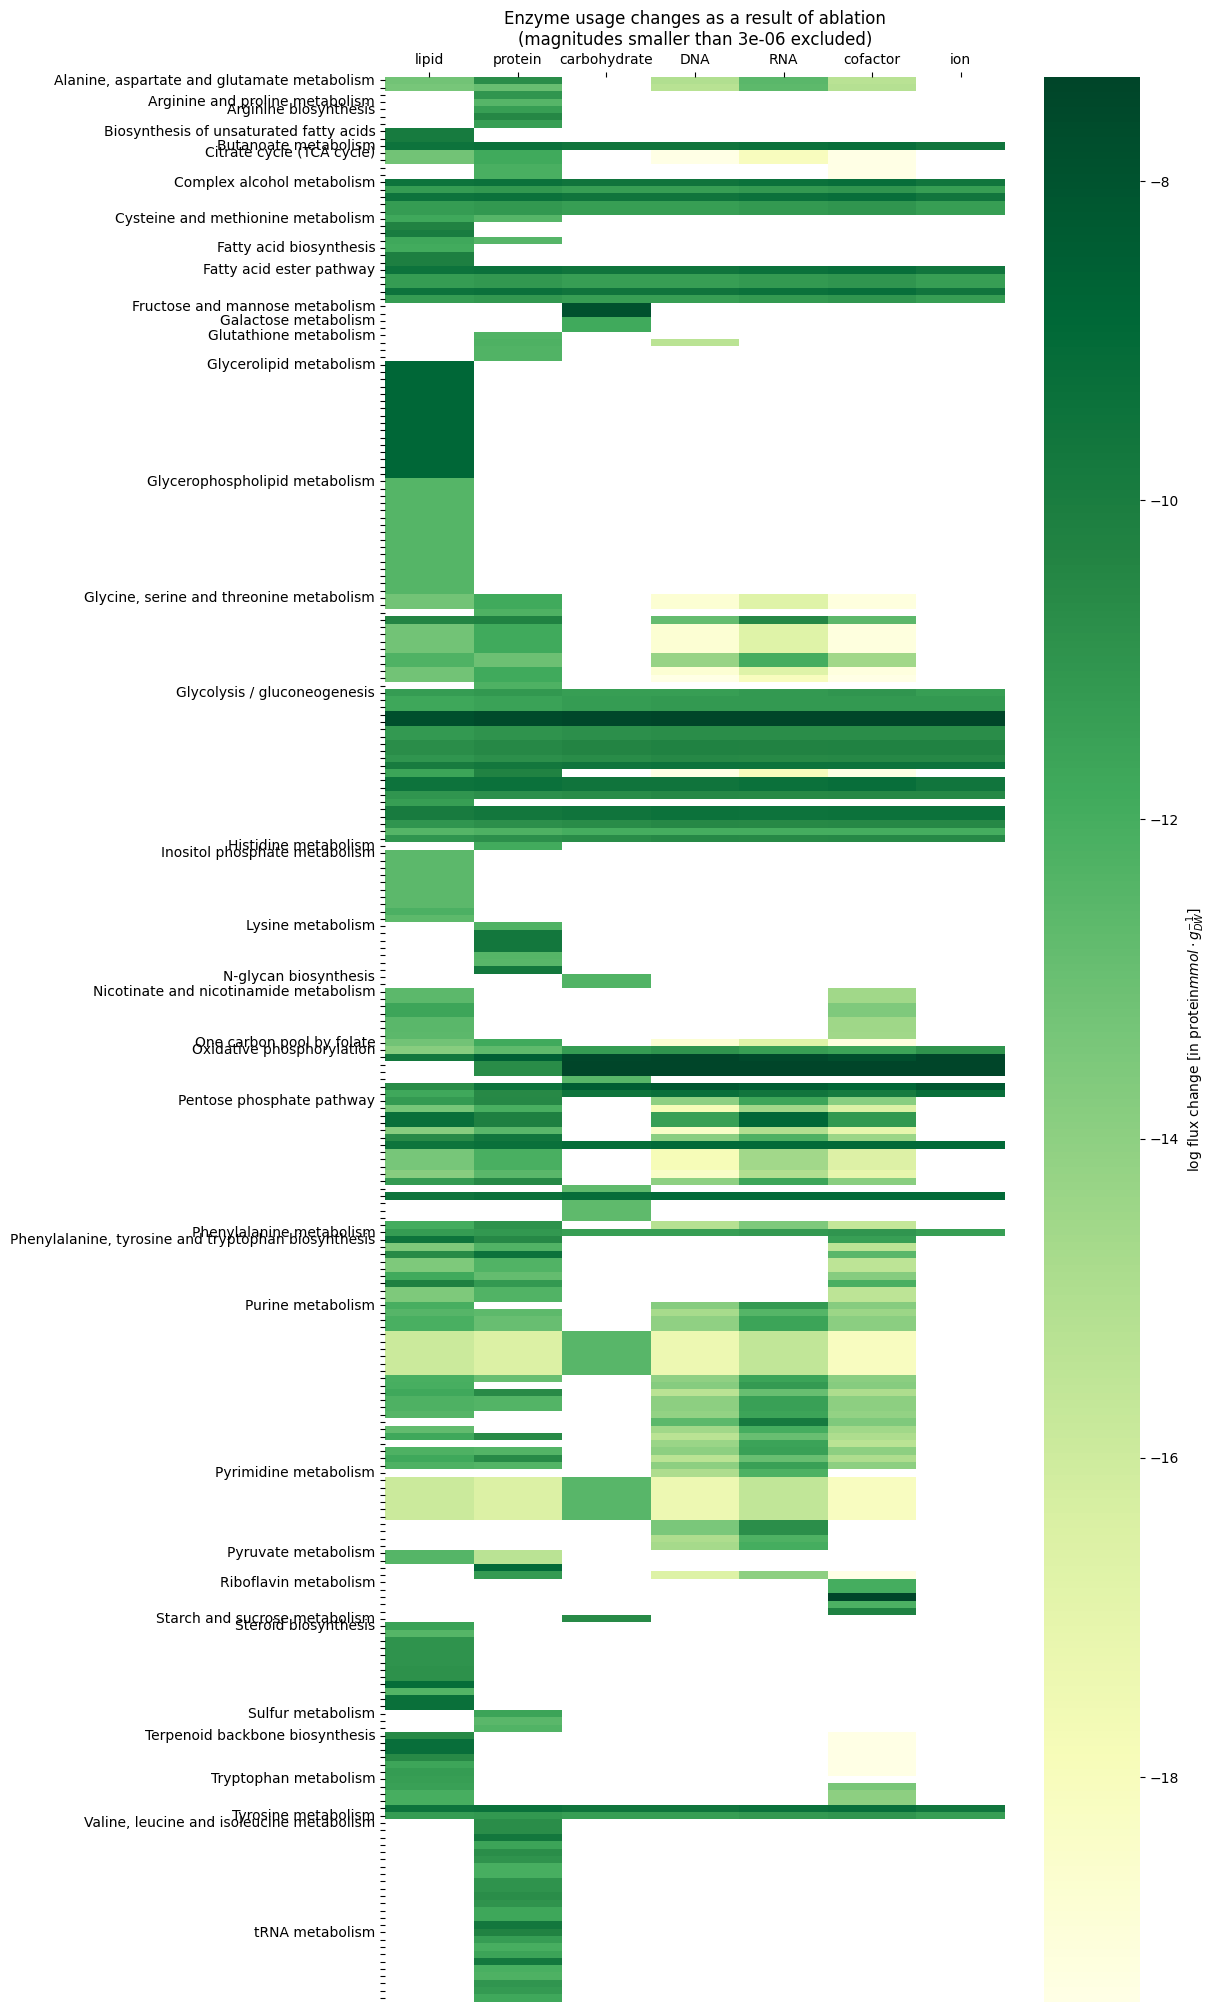 Enzyme usage changes as a result of ablation
(magnitudes smaller than 3e-06 excluded)
lipid protein carbohydrate DNA RNA cofactor ion
Alanine, aspartate and glutamate metabolism
Arginine and proline metabolism
Arginine biosynthesis
Biosynthesis of unsaturated fatty acids
Butanoate metabolism
Citrate cycle (TCA cycle)
Complex alcohol metabolism
Cysteine and methionine metabolism
Fatty acid biosynthesis
Fatty acid ester pathway
Fructose and mannose metabolism
Galactose metabolism
Glutathione metabolism
Glycerolipid metabolism
Glycerophospholipid metabolism
Glycine, serine and threonine metabolism
Glycolysis / gluconeogenesis
Histidine metabolism
Inositol phosphate metabolism
Lysine metabolism
N-glycan biosynthesis
Nicotinate and nicotinamide metabolism
One carbon pool by folate
Oxidative phosphorylation
Pentose phosphate pathway
Phenylalanine metabolism
Phenylalanine, tyrosine and tryptophan biosynthesis
Purine metabolism
Pyrimidine metabolism
Pyruvate metabolism
Riboflavin metabolism
Starch and sucrose metabolism
Steroid biosynthesis
Sulfur metabolism
Terpenoid backbone biosynthesis
Tryptophan metabolism
Tyrosine metabolism
Valine, leucine and isoleucine metabolism
tRNA metabolism
−8
−10
−12
−14
−16
−18
log flux change [in protein mmol · g_{DW}^{−1}]